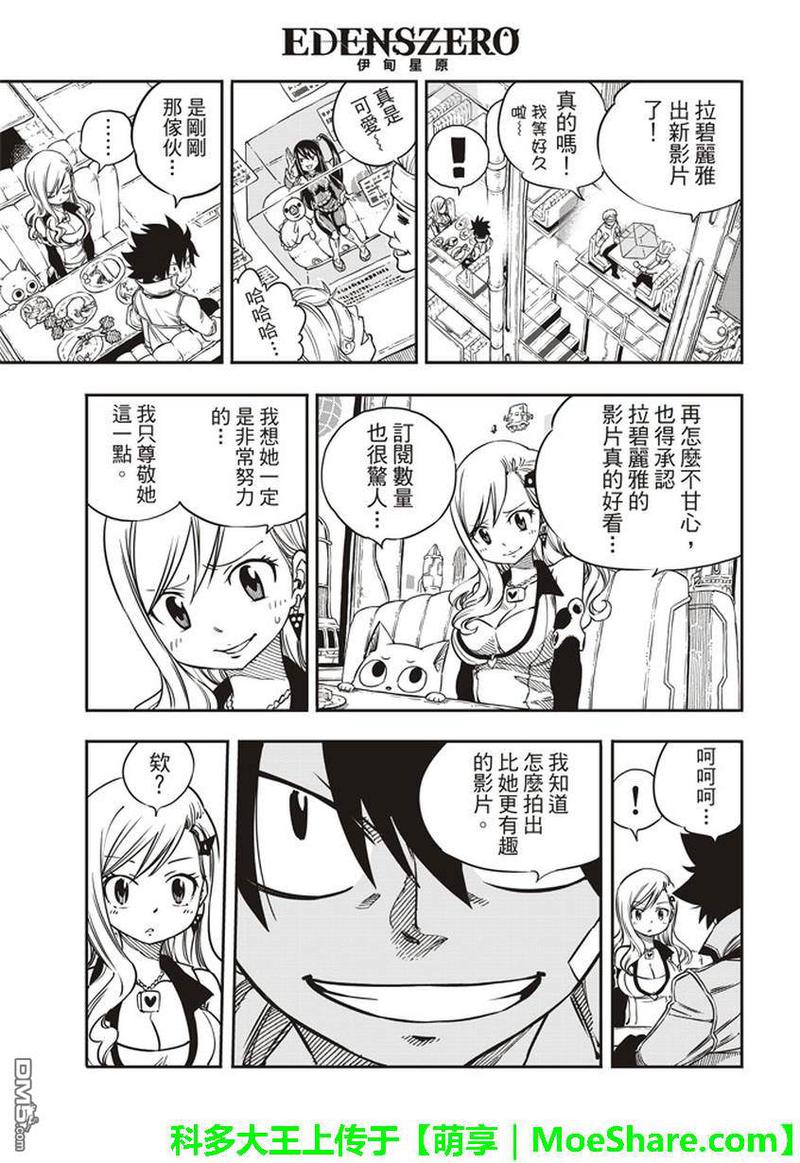 EDENSZERO
伊甸星原
拉碧麗雅
出新影片
了！
真的嗎！
我等好久
啦～
！
真是
可愛～
哈哈哈…
是剛剛
那傢伙…
……
再怎麼不甘心，
也得承認
拉碧麗雅的
影片真的好看…
訂閱數量
也很驚人…
我想她一定
是非常努力
的…
我只尊敬她
這一點。
呵呵呵…
！
我知道
怎麼拍出
比她更有趣
的影片。
欸？
DM5.com
科多大王上传于【萌享｜MoeShare.com】